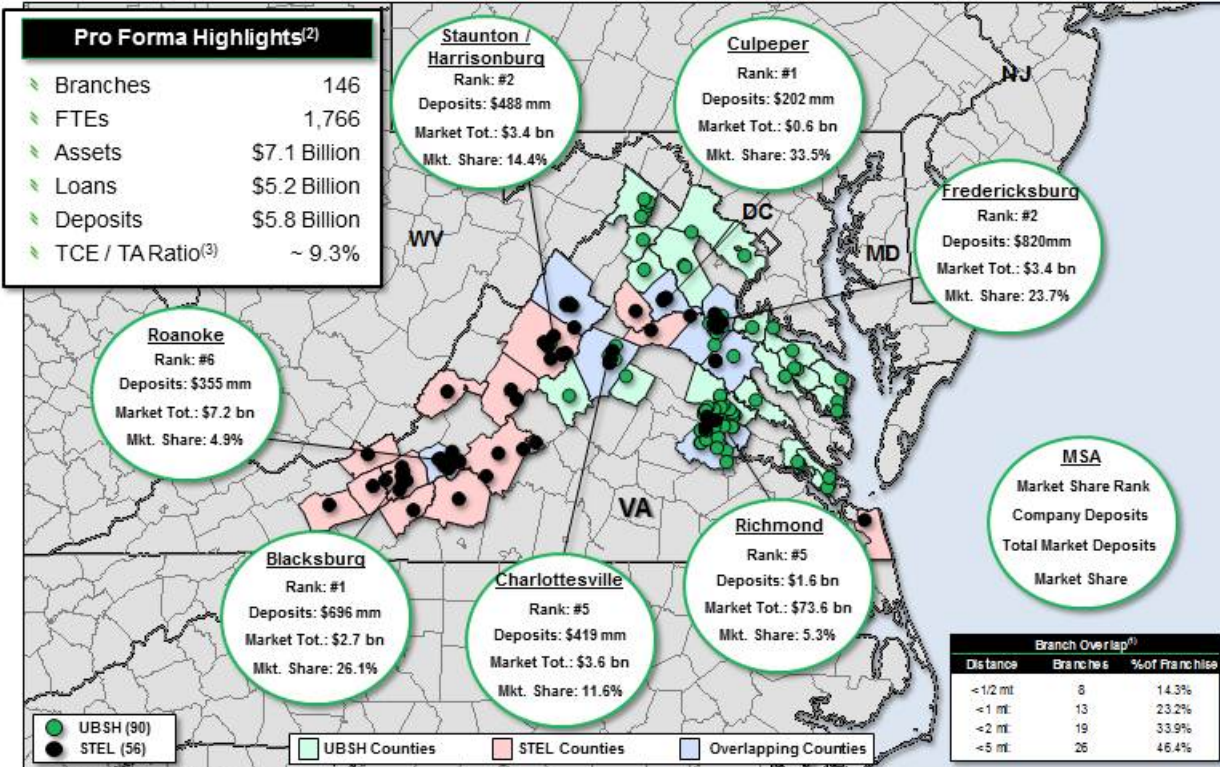 Pro Forma Highlights(2)
Branches 146
FTEs 1,766
Assets $7.1 Billion
Loans $5.2 Billion
Deposits $5.8 Billion
TCE / TA Ratio(3) ~ 9.3%
Staunton /
Harrisonburg
Rank: #2
Deposits: $488 mm
Market Tot.: $3.4 bn
Mkt. Share: 14.4%
Culpeper
Rank: #1
Deposits: $202 mm
Market Tot.: $0.6 bn
Mkt. Share: 33.5%
NJ
DC
WV
MD
Fredericksburg
Rank: #2
Deposits: $820mm
Market Tot.: $3.4 bn
Mkt. Share: 23.7%
Roanoke
Rank: #6
Deposits: $355 mm
Market Tot.: $7.2 bn
Mkt. Share: 4.9%
VA
MSA
Market Share Rank
Company Deposits
Total Market Deposits
Market Share
Blacksburg
Rank: #1
Deposits: $696 mm
Market Tot.: $2.7 bn
Mkt. Share: 26.1%
Charlottesville
Rank: #5
Deposits: $419 mm
Market Tot.: $3.6 bn
Mkt. Share: 11.6%
Richmond
Rank: #5
Deposits: $1.6 bn
Market Tot.: $73.6 bn
Mkt. Share: 5.3%
Branch Overlap(1)
Distance Branches % of Franchise
< 1/2 mi: 8 14.3%
< 1 mi: 13 23.2%
< 2 mi: 19 33.9%
< 5 mi: 26 46.4%
UBSH (90)
STEL (56)
UBSH Counties STEL Counties Overlapping Counties